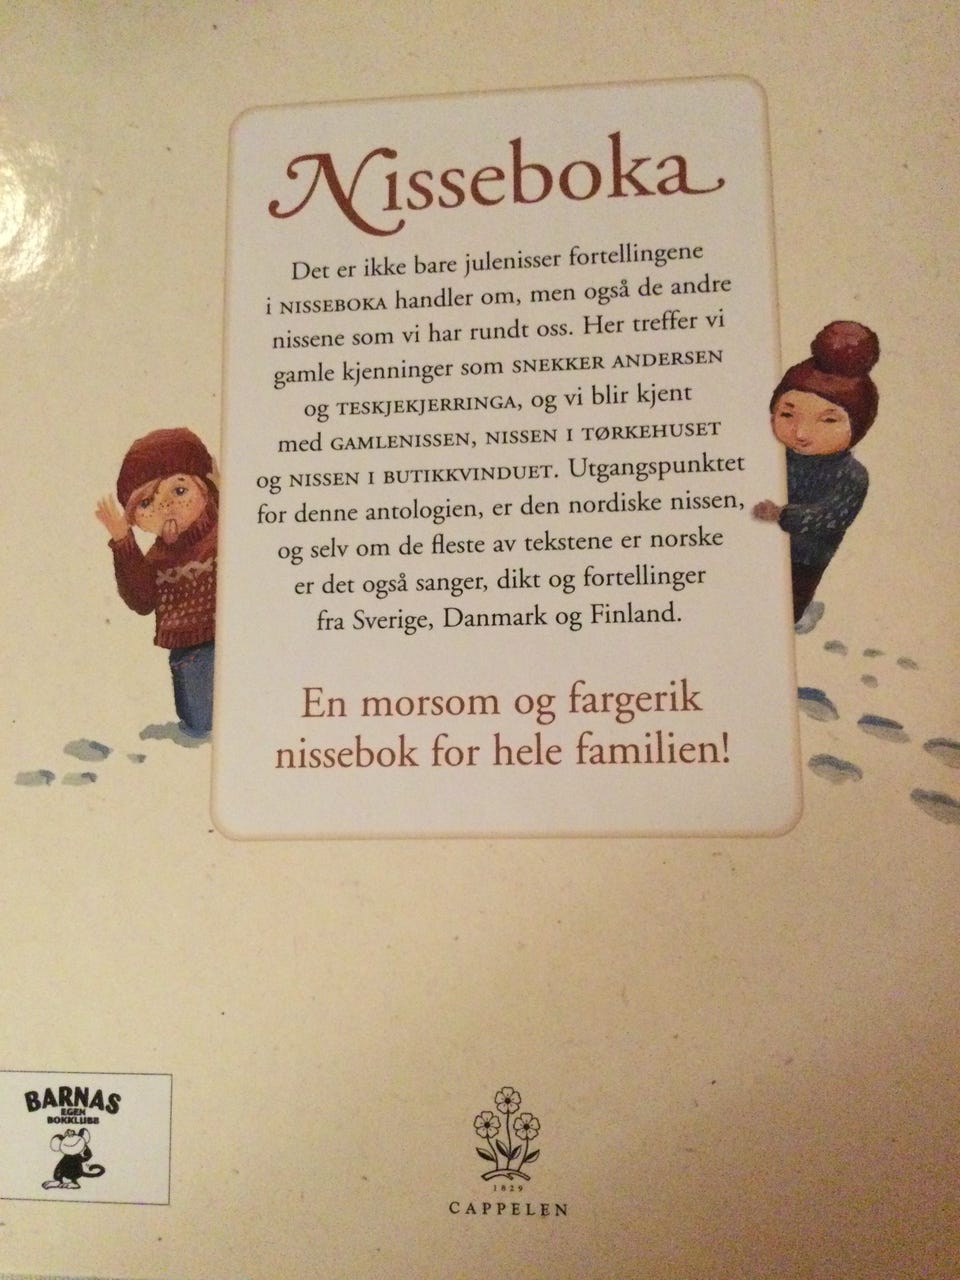 Nisseboka
Det er ikke bare julenisser fortellingene
i NISSEBOKA handler om, men også de andre
nissene som vi har rundt oss. Her treffer vi
gamle kjenninger som SNEKKER ANDERSEN
og TESKJEKJERRINGA, og vi blir kjent
med GAMLENISSEN, NISSEN I TØRKEHUSET
og NISSEN I BUTIKKVINDUET. Utgangspunktet
for denne antologien, er den nordiske nissen,
og selv om de fleste av tekstene er norske
er det også sanger, dikt og fortellinger
fra Sverige, Danmark og Finland.
En morsom og fargerik
nissebok for hele familien!
BARNAS
EGEN
BOKKLUBB
1829
CAPPELEN